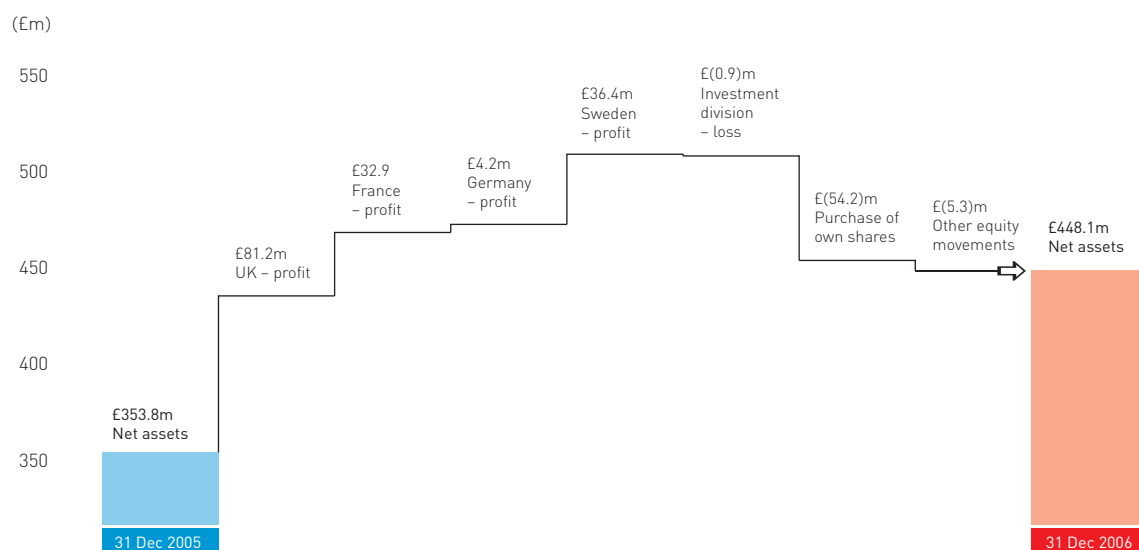 (£m)
550
500
450
400
350
£353.8m
Net assets
31 Dec 2005
£81.2m
UK – profit
£32.9
France
– profit
£4.2m
Germany
– profit
£36.4m
Sweden
– profit
£(0.9)m
Investment
division
– loss
£(54.2)m
Purchase of
own shares
£(5.3)m
Other equity
movements
£448.1m
Net assets
31 Dec 2006